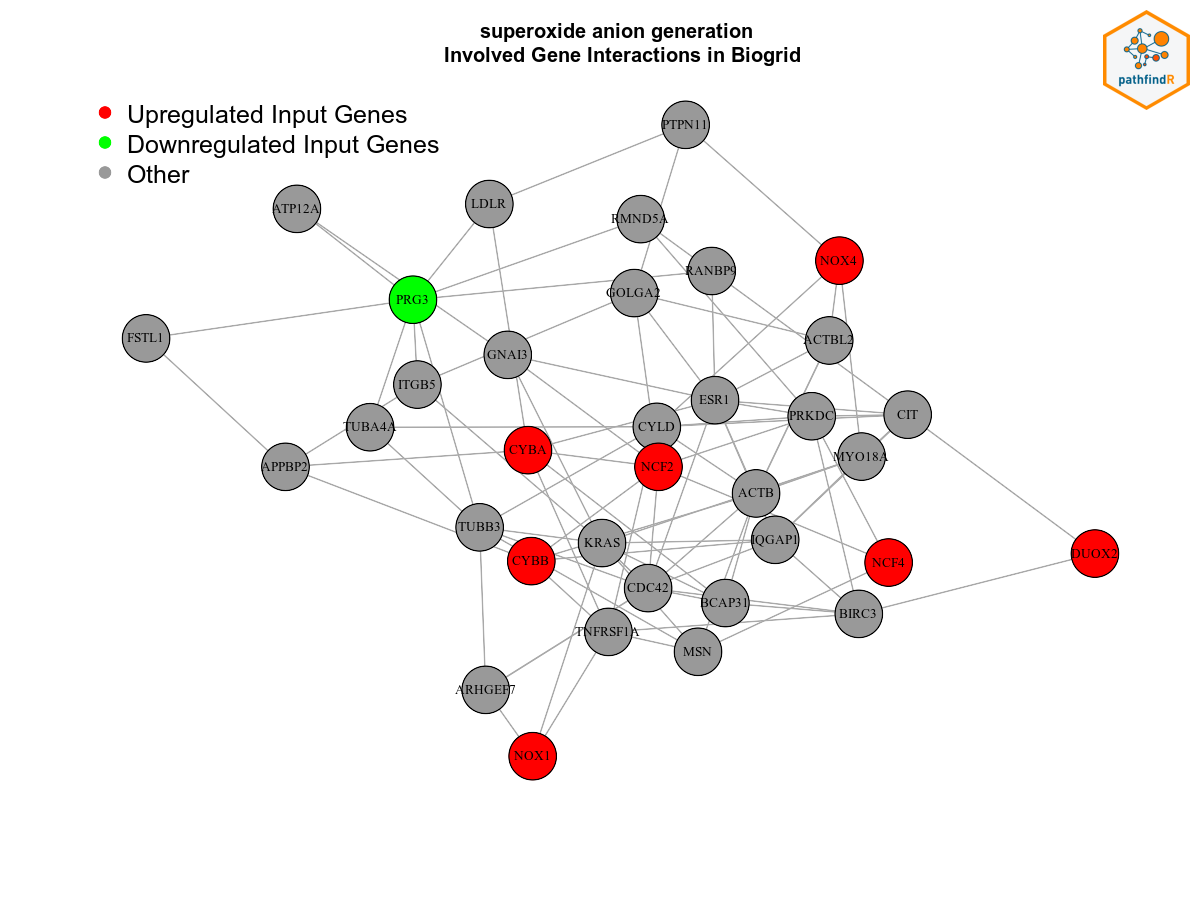 superoxide anion generation
Involved Gene Interactions in Biogrid
pathfindR
Upregulated Input Genes
Downregulated Input Genes
Other
PTPN11
ATP12A
LDLR
RMND5A
NOX4
RANBP9
GOLGA2
PRG3
FSTL1
ACTBL2
GNAI3
ITGB5
ESR1
PRKDC
CIT
TUBA4A
CYLD
CYBA
MYO18A
APPBP2
NCF2
ACTB
TUBB3
KRAS
IQGAP1
DUOX2
CYBB
NCF4
CDC42
BCAP31
BIRC3
TNFRSF1A
MSN
ARHGEF7
NOX1